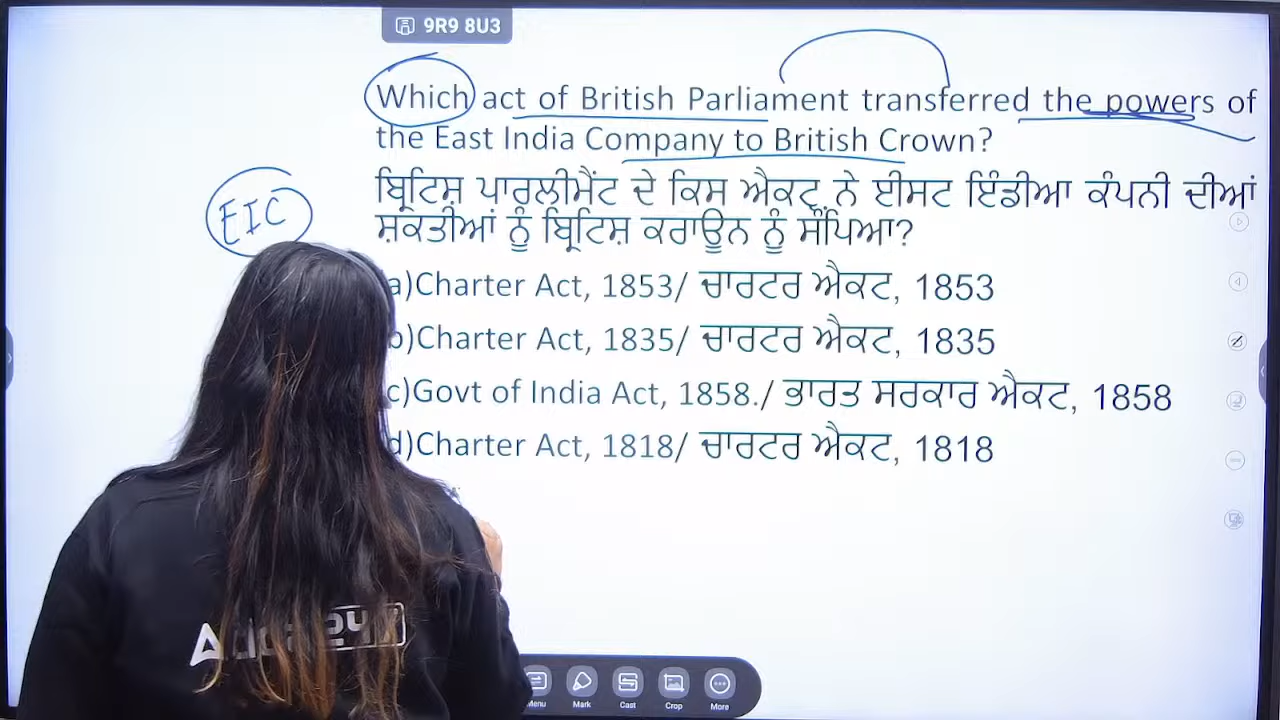 9R9 8U3
Which act of British Parliament transferred the powers of
the East India Company to British Crown?
ਬ੍ਰਿਟਿਸ਼ ਪਾਰਲੀਮੈਂਟ ਦੇ ਕਿਸ ਐਕਟ ਨੇ ਈਸਟ ਇੰਡੀਆ ਕੰਪਨੀ ਦੀਆਂ
ਸ਼ਕਤੀਆਂ ਨੂੰ ਬ੍ਰਿਟਿਸ਼ ਕਰਾਊਨ ਨੂੰ ਸੌਂਪਿਆ?
EIC
a)Charter Act, 1853/ ਚਾਰਟਰ ਐਕਟ, 1853
b)Charter Act, 1835/ ਚਾਰਟਰ ਐਕਟ, 1835
c)Govt of India Act, 1858./ ਭਾਰਤ ਸਰਕਾਰ ਐਕਟ, 1858
d)Charter Act, 1818/ ਚਾਰਟਰ ਐਕਟ, 1818
Menu Mark Cast Crop More